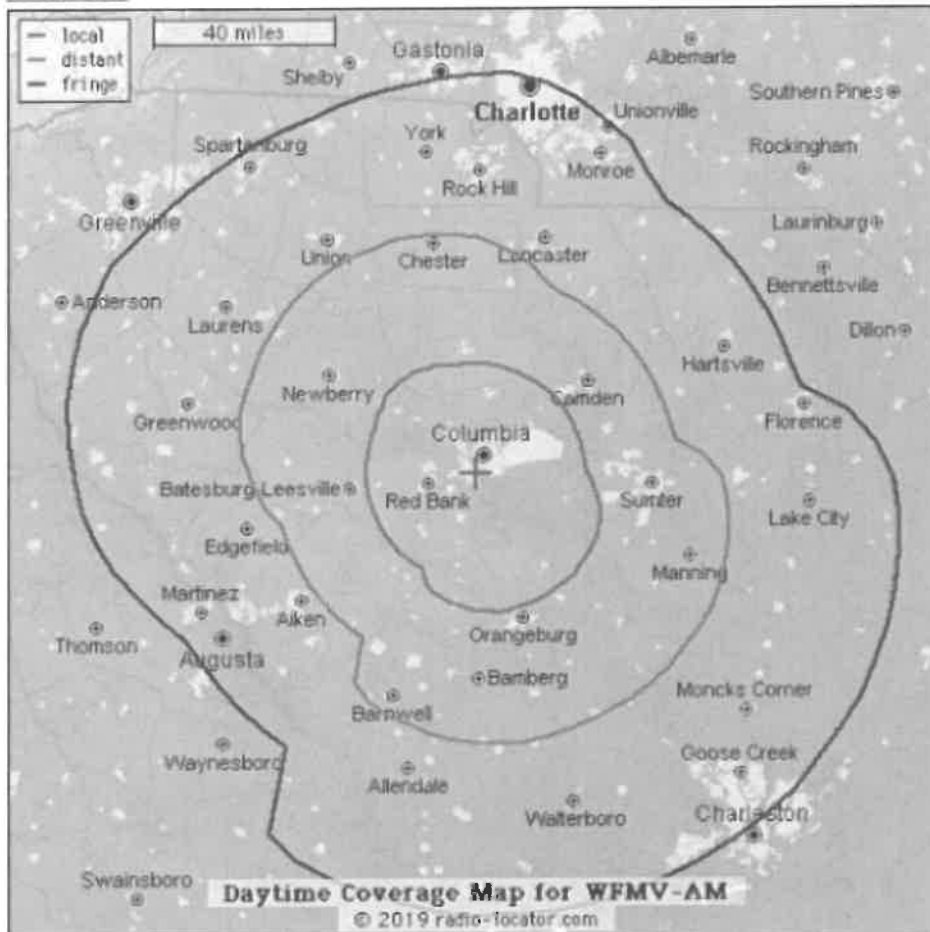 local
distant
fringe
40 miles
Gastonia
Albemarle
Shelby
Charlotte
Unionville
Southern Pines
York
Spartanburg
Monroe
Rockingham
Rock Hill
Greenville
Laurinburg
Union
Chester
Lancaster
Bennettsville
Anderson
Laurens
Dillon
Hartsville
Newberry
Camden
Greenwood
Florence
Columbia
Batesburg-Leesville
Red Bank
Sumter
Lake City
Edgefield
Manning
Martinez
Aiken
Orangeburg
Thomson
Augusta
Bamberg
Moncks Corner
Barnwell
Waynesboro
Goose Creek
Allendale
Walterboro
Charleston
Swainsboro
Daytime Coverage Map for WFMV-AM
© 2019 radio-locator.com